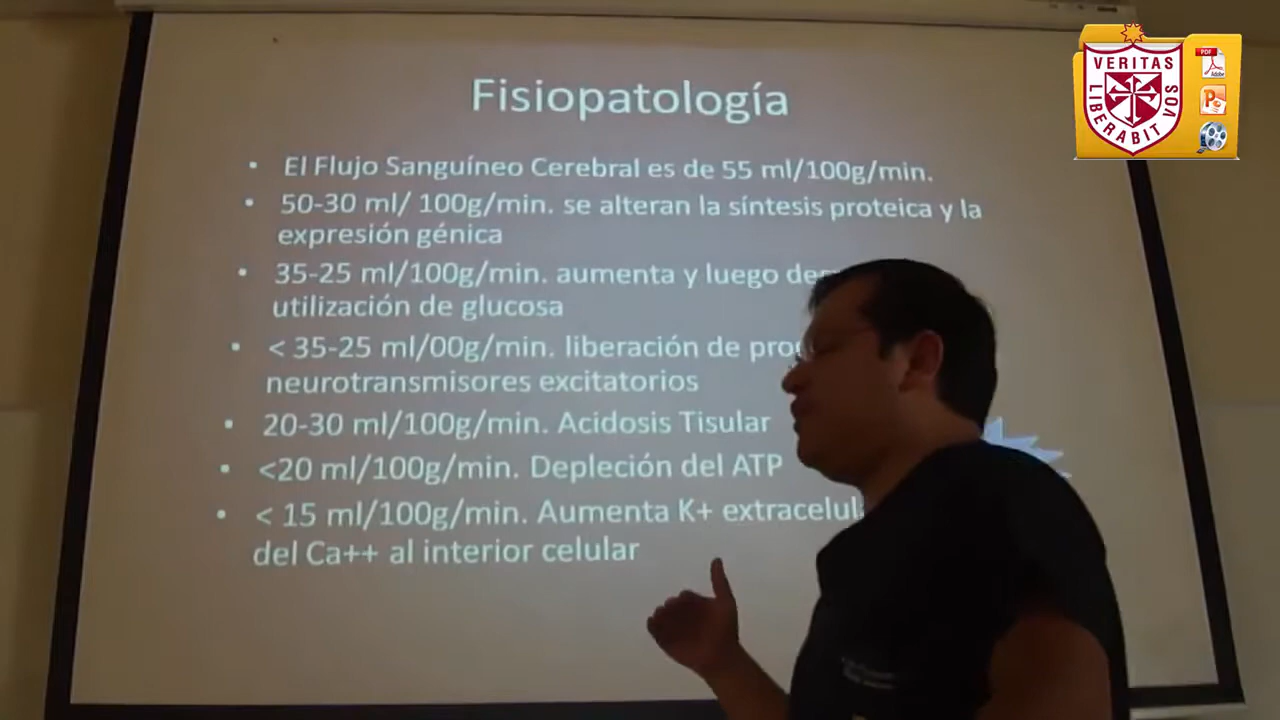 VERITAS
LIBERABIT VOS
PDF
Adobe
Fisiopatología
• El Flujo Sanguíneo Cerebral es de 55 ml/100g/min.
• 50-30 ml/ 100g/min. se alteran la síntesis proteica y la
expresión génica
• 35-25 ml/100g/min. aumenta y luego
utilización de glucosa
• < 35-25 ml/00g/min. liberación de
neurotransmisores excitatorios
• 20-30 ml/100g/min. Acidosis Tisular
• <20 ml/100g/min. Depleción del ATP
• < 15 ml/100g/min. Aumenta K+
del Ca++ al interior celular